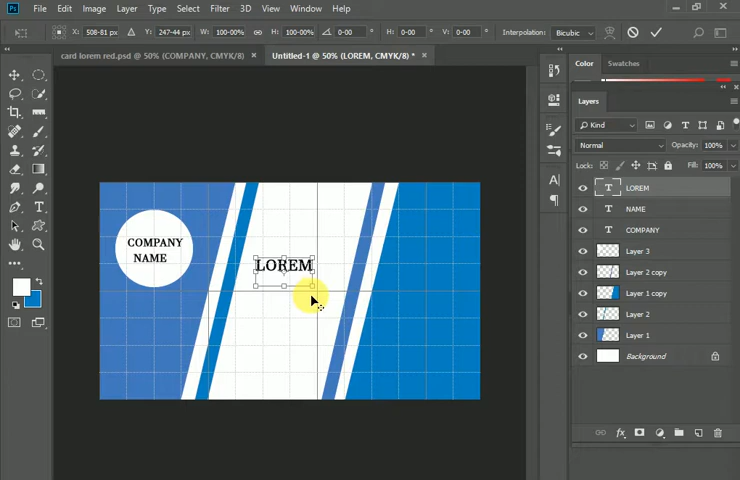 Ps File Edit Image Layer Type Select Filter 3D View Window Help
X: 508-81 px Y: 247-44 px W: 100-00% H: 100-00% 0-00 ° H: 0-00 ° V: 0-00 ° Interpolation: Bicubic
card lorem red.psd @ 50% (COMPANY, CMYK/8) × Untitled-1 @ 50% (LOREM, CMYK/8) * ×
Color Swatches
Layers
Kind
Normal Opacity: 100%
Lock: Fill: 100%
T LOREM
T NAME
T COMPANY
Layer 3
Layer 2 copy
Layer 1 copy
Layer 2
Layer 1
Background
COMPANY
NAME
LOREM